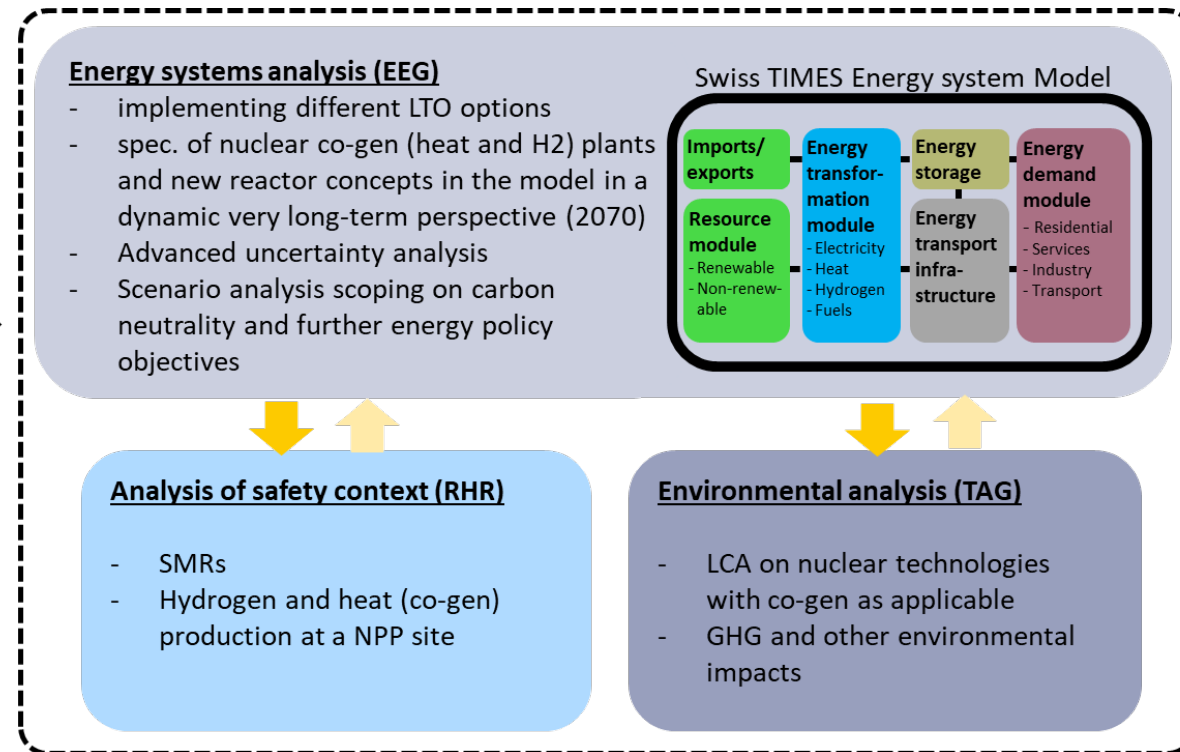 Energy systems analysis (EEG)
- implementing different LTO options
- spec. of nuclear co-gen (heat and H2) plants
and new reactor concepts in the model in a
dynamic very long-term perspective (2070)
- Advanced uncertainty analysis
- Scenario analysis scoping on carbon
neutrality and further energy policy
objectives
Swiss TIMES Energy system Model
Imports/
exports
Resource
module
- Renewable
- Non-renew-
able
Energy
transfor-
mation
module
- Electricity
- Heat
- Hydrogen
- Fuels
Energy
storage
Energy
transport
infra-
structure
Energy
demand
module
- Residential
- Services
- Industry
- Transport
Analysis of safety context (RHR)
- SMRs
- Hydrogen and heat (co-gen)
production at a NPP site
Environmental analysis (TAG)
- LCA on nuclear technologies
with co-gen as applicable
- GHG and other environmental
impacts